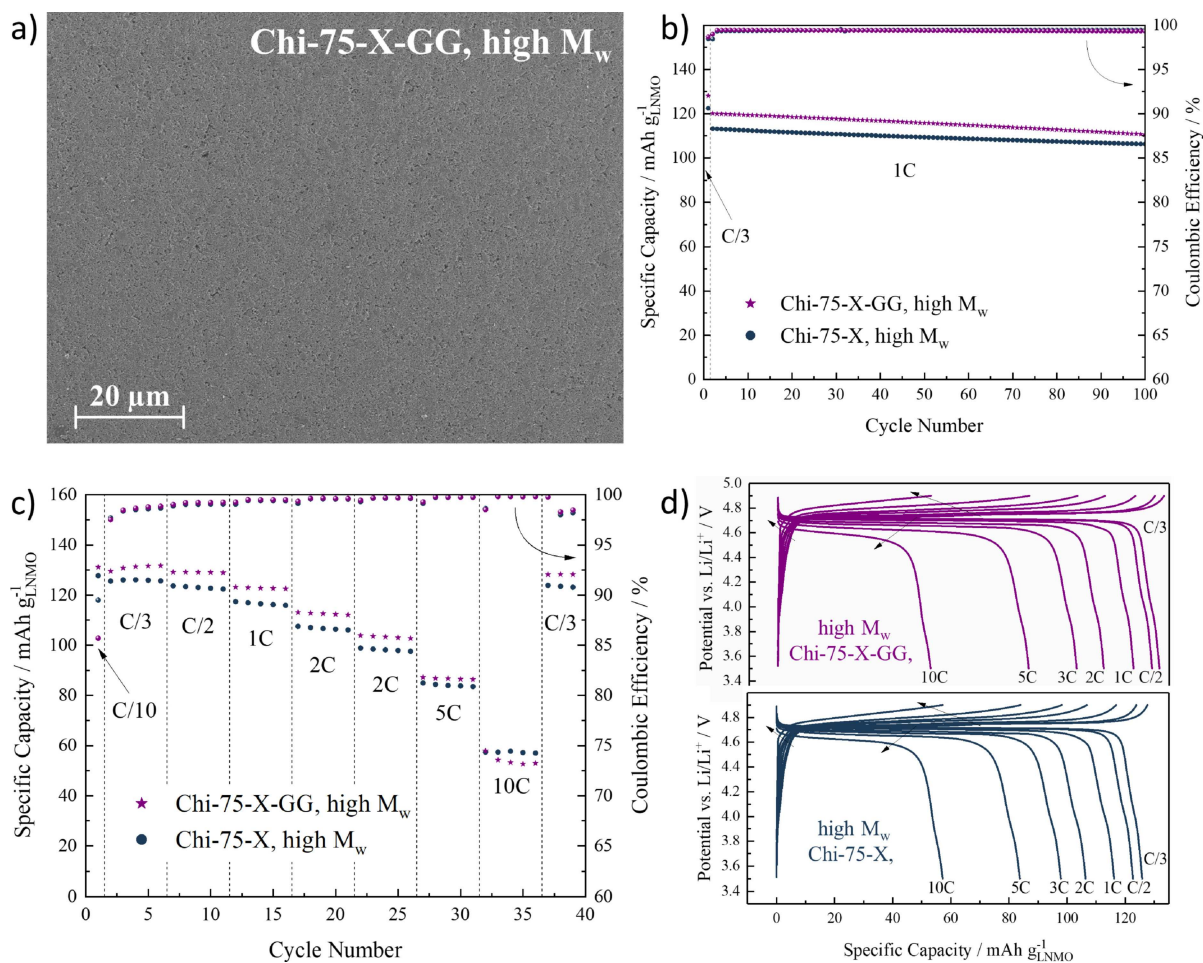 a)
Chi-75-X-GG, high Mw
20 µm
b)
Specific Capacity / mAh g⁻¹LNMO
160
140
120
100
80
60
40
20
0
100
95
90
85
80
75
70
65
60
Coulombic Efficiency / %
1C
C/3
Chi-75-X-GG, high Mw
Chi-75-X, high Mw
0 10 20 30 40 50 60 70 80 90 100
Cycle Number
c)
Specific Capacity / mAh g⁻¹LNMO
160
140
120
100
80
60
40
20
0
100
95
90
85
80
75
70
65
60
Coulombic Efficiency / %
C/3
C/2
1C
2C
2C
5C
10C
C/3
C/10
Chi-75-X-GG, high Mw
Chi-75-X, high Mw
0 5 10 15 20 25 30 35 40
Cycle Number
d)
Potential vs. Li/Li⁺ / V
5.0
4.8
4.6
4.4
4.2
4.0
3.8
3.6
3.4
C/3
high Mw
Chi-75-X-GG,
10C 5C 3C 2C 1C C/2
Potential vs. Li/Li⁺ / V
4.8
4.6
4.4
4.2
4.0
3.8
3.6
3.4
high Mw
Chi-75-X,
C/3
10C 5C 3C 2C 1C C/2
0 20 40 60 80 100 120
Specific Capacity / mAh g⁻¹LNMO